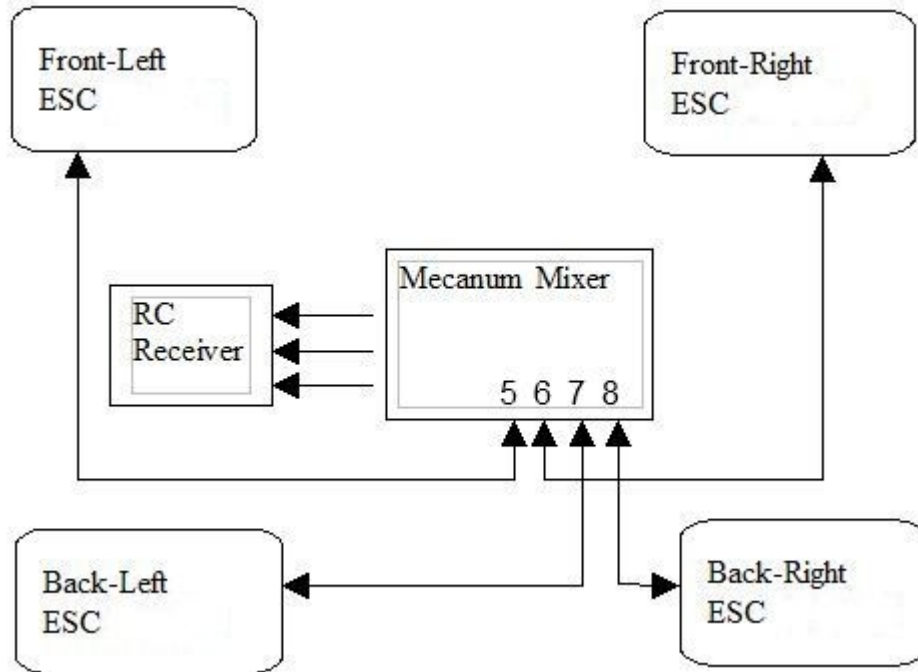 Front-Left
ESC
Front-Right
ESC
Mecanum Mixer
RC
Receiver
5 6 7 8
Back-Left
ESC
Back-Right
ESC